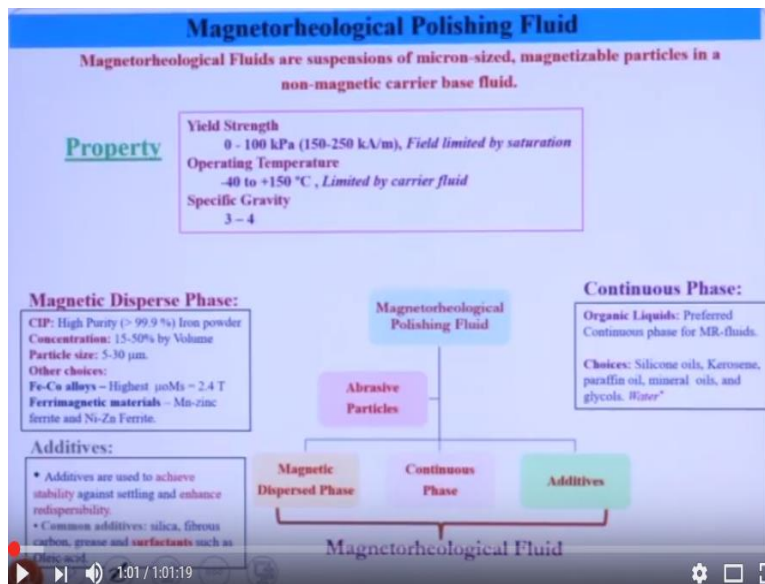 Magnetorheological Polishing Fluid
Magnetorheological Fluids are suspensions of micron-sized, magnetizable particles in a
non-magnetic carrier base fluid.
Property
Yield Strength
0 - 100 kPa (150-250 kA/m), Field limited by saturation
Operating Temperature
-40 to +150 °C , Limited by carrier fluid
Specific Gravity
3 – 4
Magnetic Disperse Phase:
CIP: High Purity (> 99.9 %) Iron powder
Concentration: 15-50% by Volume
Particle size: 5-30 μm.
Other choices:
Fe-Co alloys – Highest μoMs ~ 2.4 T
Ferrimagnetic materials – Mn-zinc
ferrite and Ni-Zn Ferrite.
Additives:
• Additives are used to achieve
stability against settling and enhance
redispersibility.
• Common additives: silica, fibrous
carbon, grease and surfactants such as
Oleic acid.
Magnetorheological
Polishing Fluid
Abrasive
Particles
Magnetic
Dispersed Phase
Continuous
Phase
Additives
Magnetorheological Fluid
Continuous Phase:
Organic Liquids: Preferred
Continuous phase for MR-fluids.
Choices: Silicone oils, Kerosene,
paraffin oil, mineral oils, and
glycols. Water*
1:01 / 1:01:19